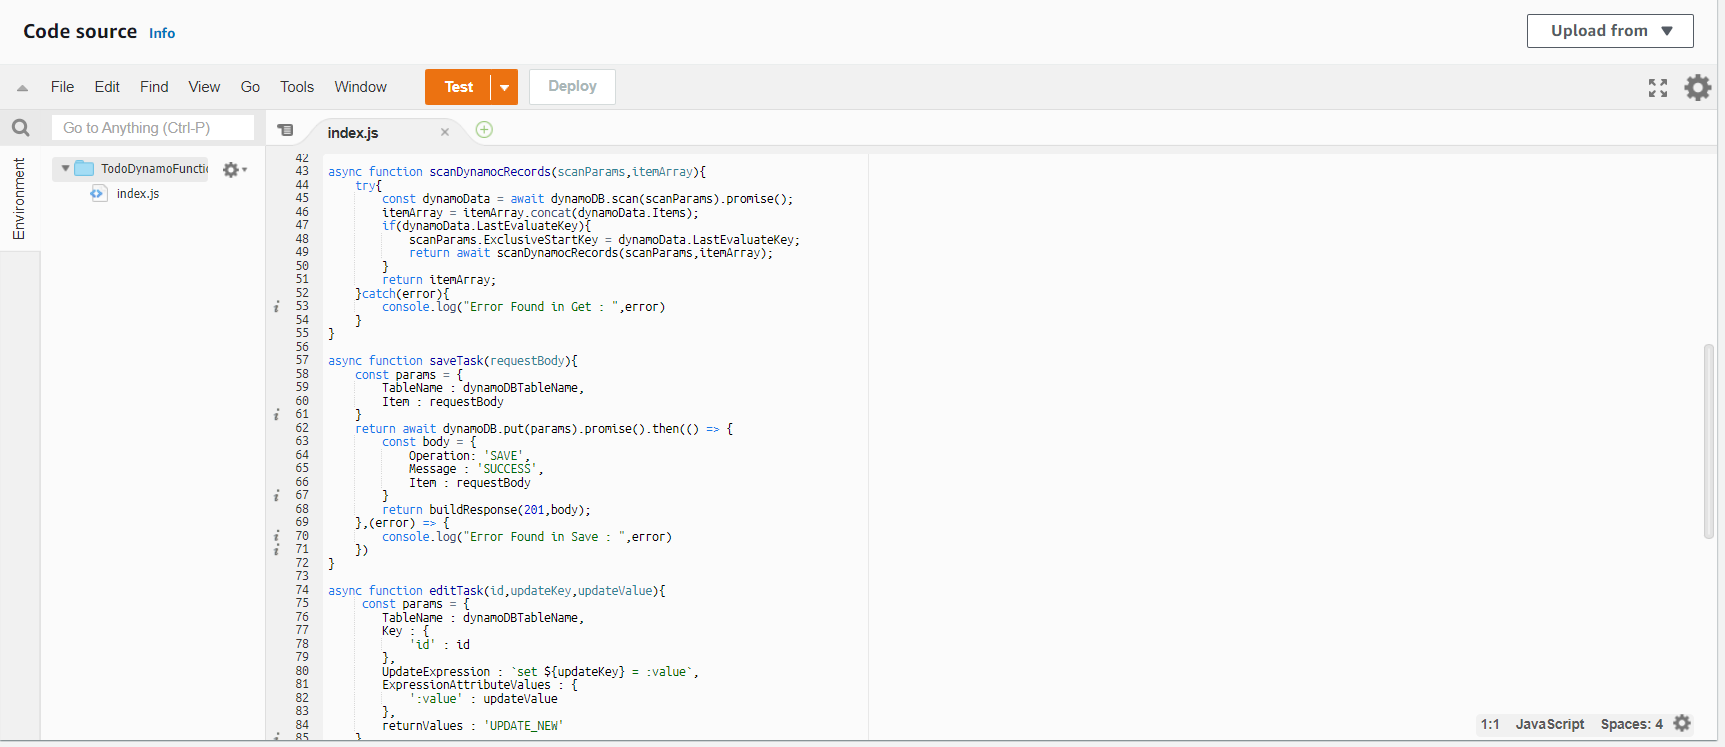 Code source Info
Upload from
File Edit Find View Go Tools Window Test Deploy
Go to Anything (Ctrl-P)
index.js
Environment
TodoDynamoFuncti
index.js
42
43 async function scanDynamocRecords(scanParams,itemArray){
44     try{
45         const dynamoData = await dynamoDB.scan(scanParams).promise();
46         itemArray = itemArray.concat(dynamoData.Items);
47         if(dynamoData.LastEvaluateKey){
48             scanParams.ExclusiveStartKey = dynamoData.LastEvaluateKey;
49             return await scanDynamocRecords(scanParams,itemArray);
50         }
51         return itemArray;
52     }catch(error){
53         console.log("Error Found in Get : ",error)
54     }
55 }
56
57 async function saveTask(requestBody){
58     const params = {
59         TableName : dynamoDBTableName,
60         Item : requestBody
61     }
62     return await dynamoDB.put(params).promise().then(() => {
63         const body = {
64             Operation: 'SAVE',
65             Message : 'SUCCESS',
66             Item : requestBody
67         }
68         return buildResponse(201,body);
69     },(error) => {
70         console.log("Error Found in Save : ",error)
71     })
72 }
73
74 async function editTask(id,updateKey,updateValue){
75      const params = {
76         TableName : dynamoDBTableName,
77         Key : {
78             'id' : id
79         },
80         UpdateExpression : `set ${updateKey} = :value`,
81         ExpressionAttributeValues : {
82             ':value' : updateValue
83         },
84         returnValues : 'UPDATE_NEW'
85     }
1:1 JavaScript Spaces: 4